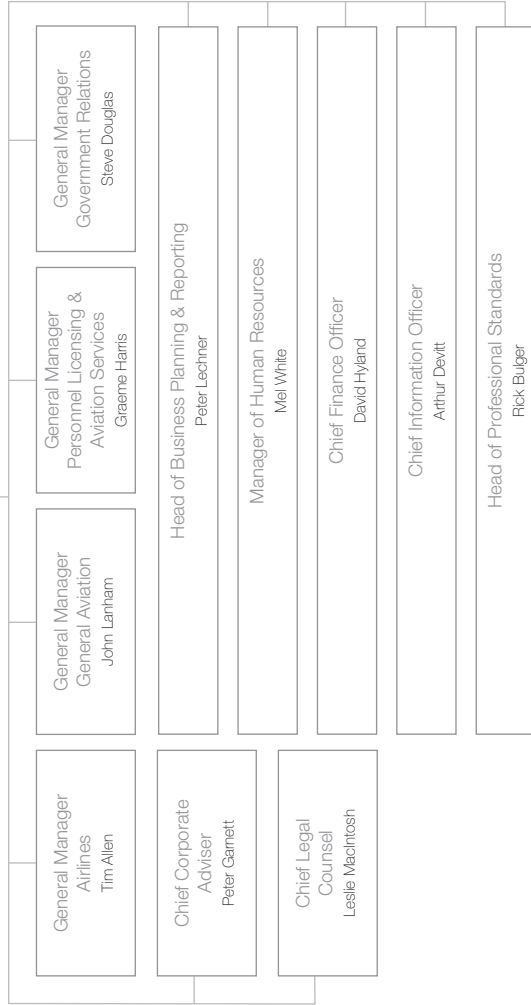 General Manager
Airlines
Tim Allen
General Manager
General Aviation
John Lanham
General Manager
Personnel Licensing &
Aviation Services
Graeme Harris
General Manager
Government Relations
Steve Douglas
Chief Corporate
Adviser
Peter Garnett
Chief Legal
Counsel
Leslie MacIntosh
Head of Business Planning & Reporting
Peter Lechner
Manager of Human Resources
Mel White
Chief Finance Officer
David Hyland
Chief Information Officer
Arthur Devitt
Head of Professional Standards
Rick Bulger